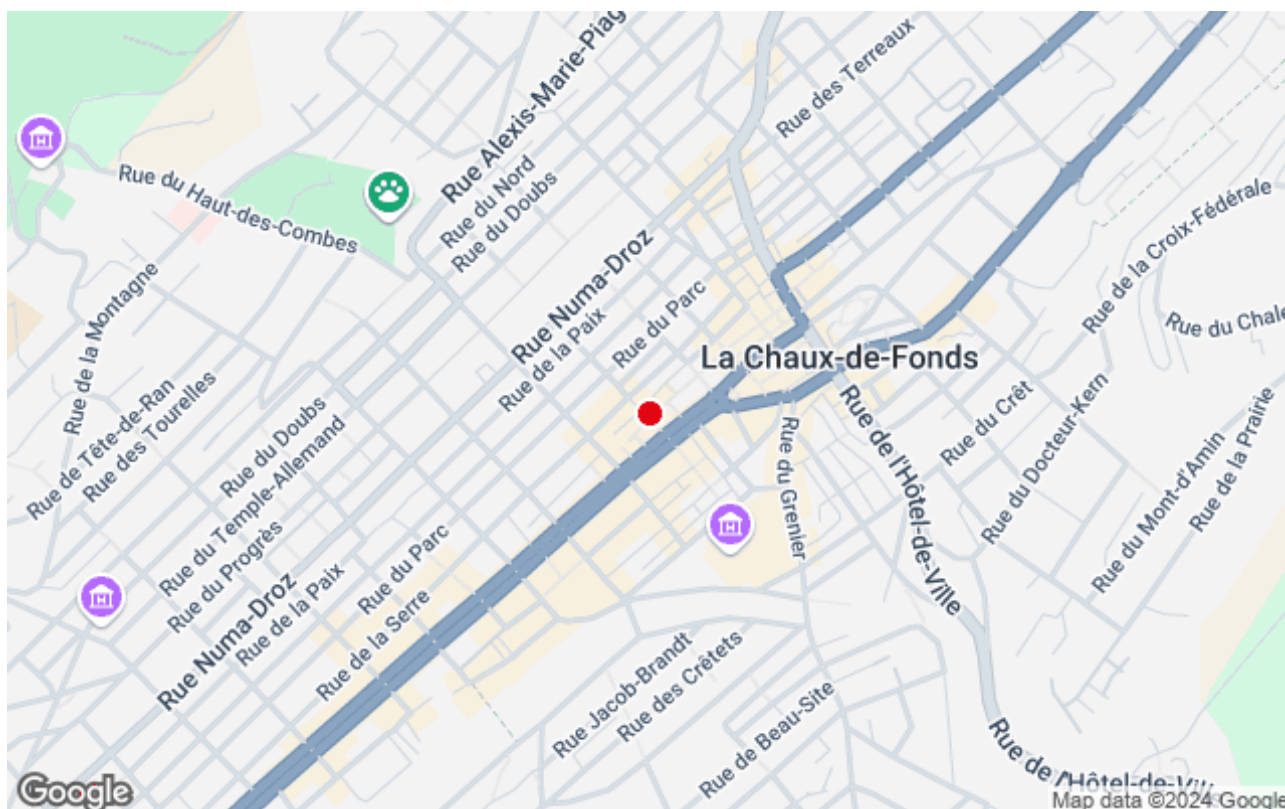 Rue Alexis-Marie-Piag
Rue des Terreaux
Rue du Haut-des-Combes
Rue du Nord
Rue du Doubs
Rue de la Croix-Fédérale
Rue Numa-Droz
Rue de la Montagne
Rue du Parc
Rue de la Paix
Rue du Chale
La Chaux-de-Fonds
Rue de Tête-de-Ran
Rue des Tourelles
Rue du Doubs
Rue du Temple-Allemand
Rue du Progrès
Rue de l'Hôtel-de-Ville
Rue du Crêt
Rue du Docteur-Kern
Rue du Mont-d'Amin
Rue de la Prairie
Rue du Grenier
Rue Numa-Droz
Rue de la Paix
Rue du Parc
Rue de la Serre
Rue Jacob-Brandt
Rue des Crêtets
Rue de Beau-Site
Rue de l'Hôtel-de-Vil
Google
Map data ©2024 Google